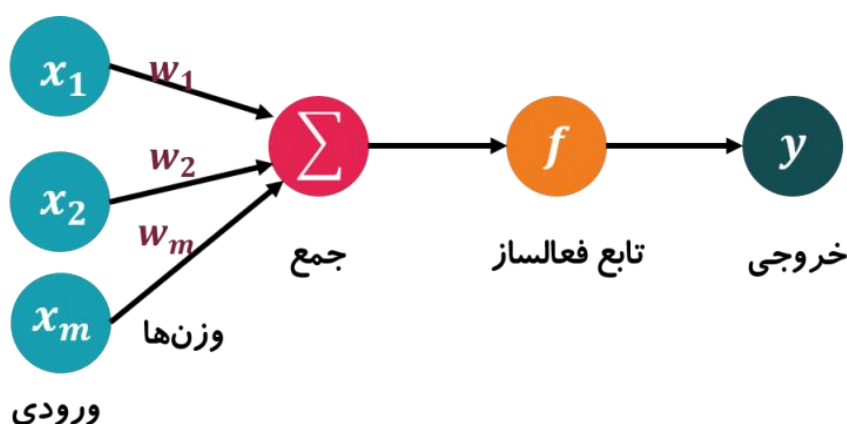 x₁
w₁
x₂
w₂
xₘ
wₘ
∑
f
y
جمع
تابع فعالساز
خروجی
وزن‌ها
ورودی